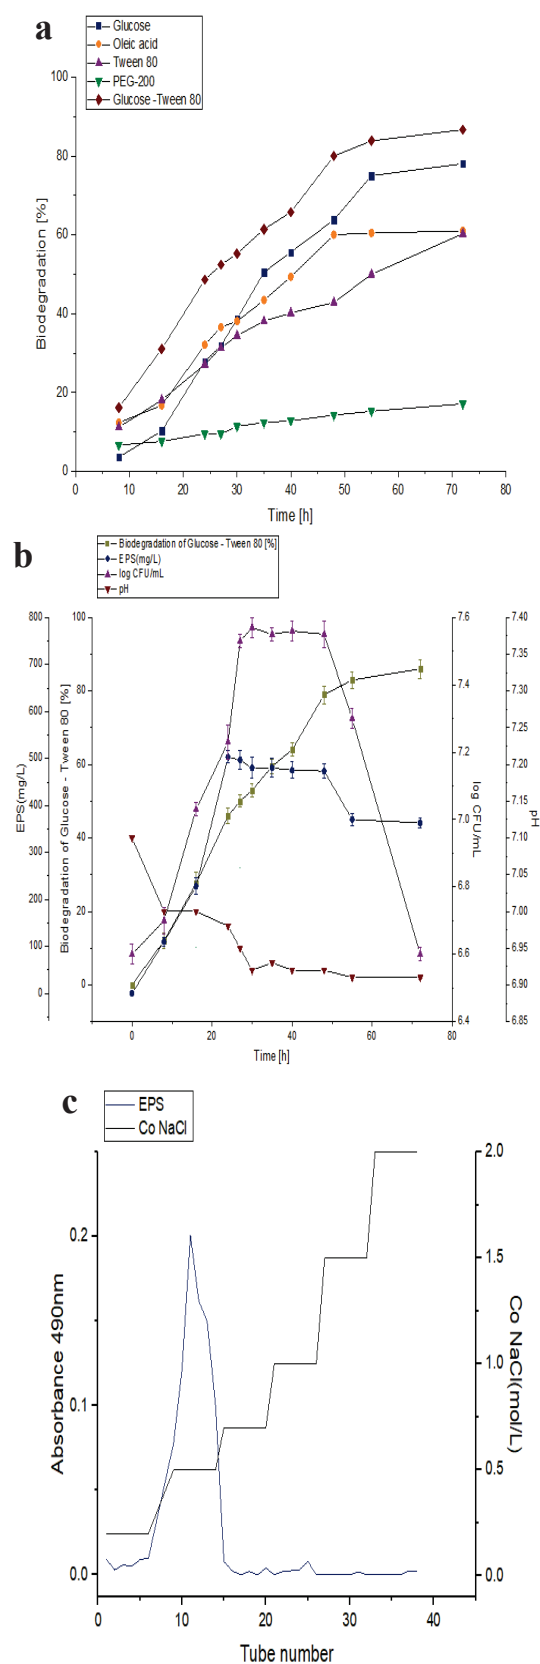 a
Glucose
Oleic acid
Tween 80
PEG-200
Glucose -Tween 80
100
80
60
40
20
0
Biodegradation [%]
0 10 20 30 40 50 60 70 80
Time [h]
b
Biodegradation of Glucose - Tween 80 [%]
EPS(mg/L)
log CFU/mL
pH
800
700
600
500
400
300
200
100
0
EPS(mg/L)
100
80
60
40
20
0
Biodegradation of Glucose - Tween 80 [%]
7.6
7.4
7.2
7.0
6.8
6.6
6.4
log CFU/mL
7.40
7.35
7.30
7.25
7.20
7.15
7.10
7.05
7.00
6.95
6.90
6.85
pH
0 20 40 60 80
Time [h]
c
EPS
Co NaCl
0.2
0.1
0.0
Absorbance 490nm
2.0
1.5
1.0
0.5
0.0
Co NaCl(mol/L)
0 10 20 30 40
Tube number